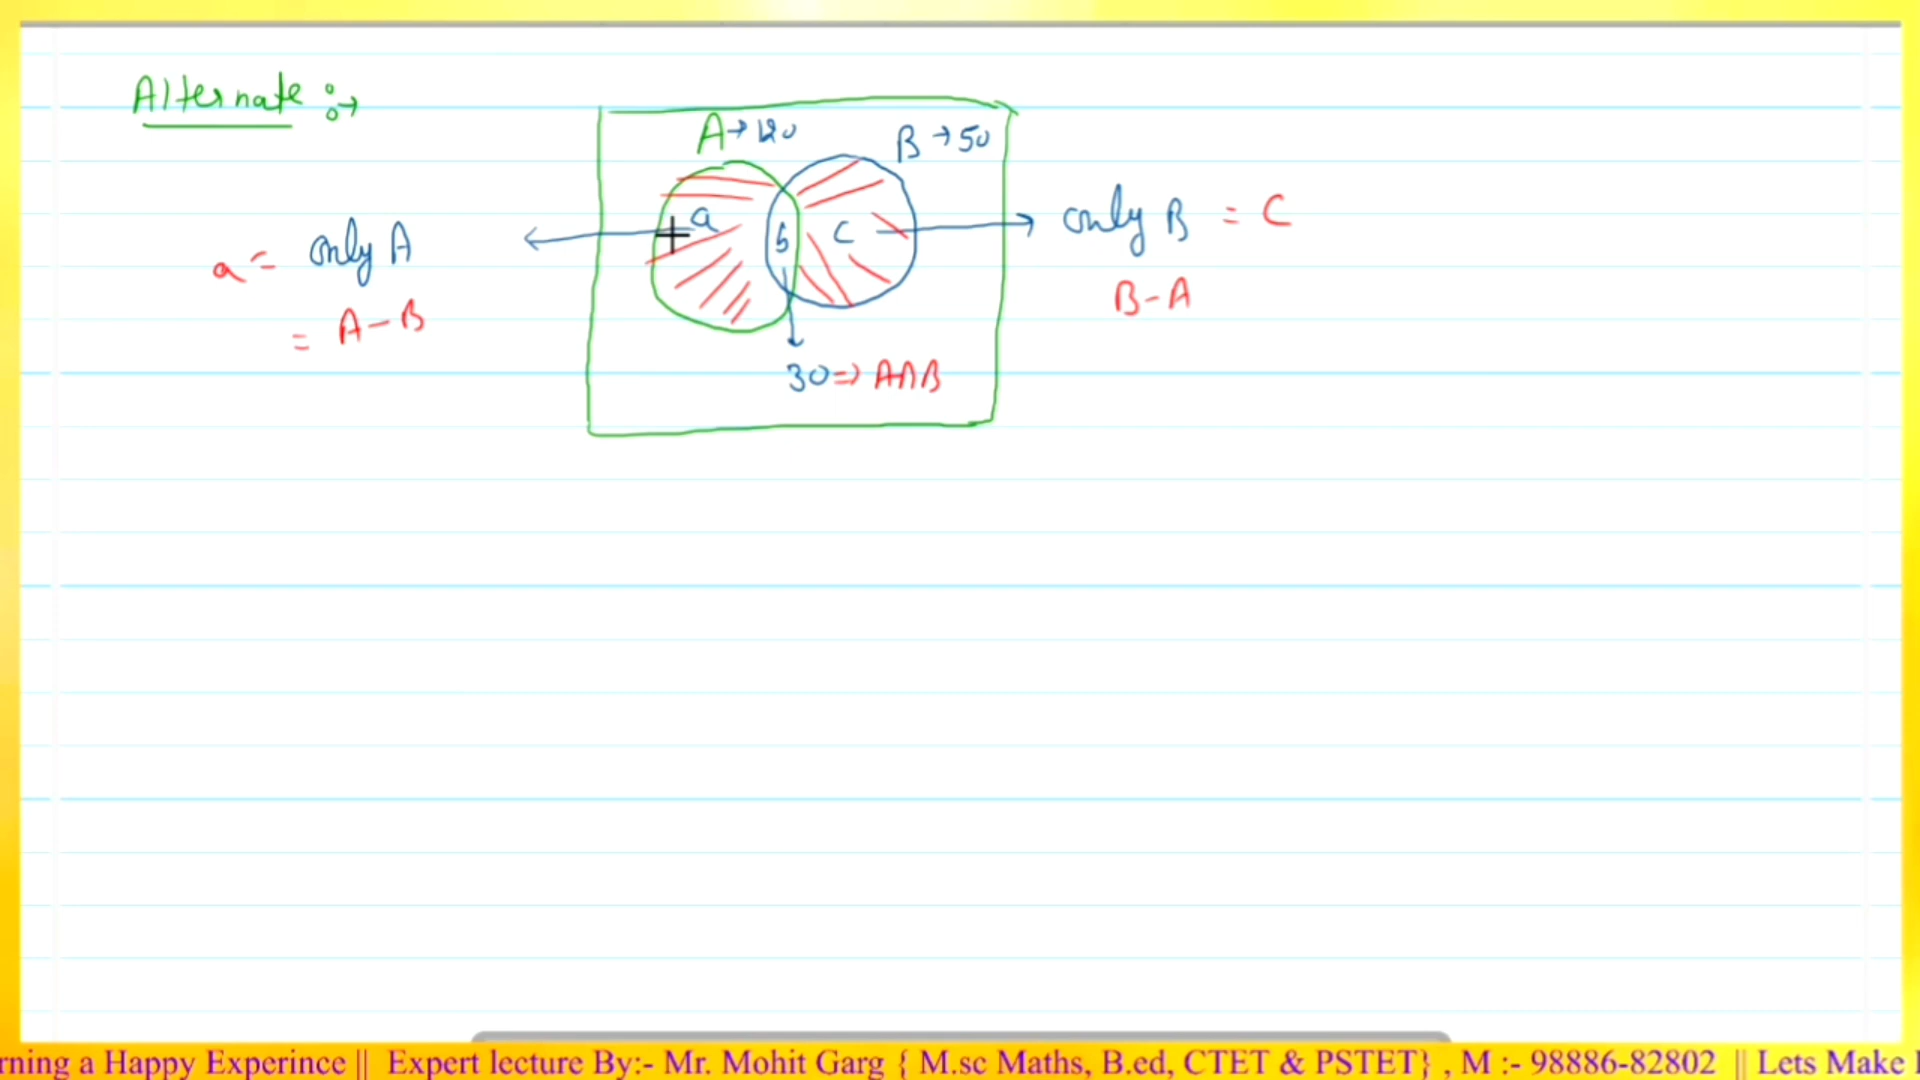 Alternate :→
A → 120
B → 50
a
b
c
a = only A
= A - B
only B = C
B - A
30 => A∩B
rning a Happy Experince || Expert lecture By:- Mr. Mohit Garg { M.sc Maths, B.ed, CTET & PSTET} , M :- 98886-82802 || Lets Make